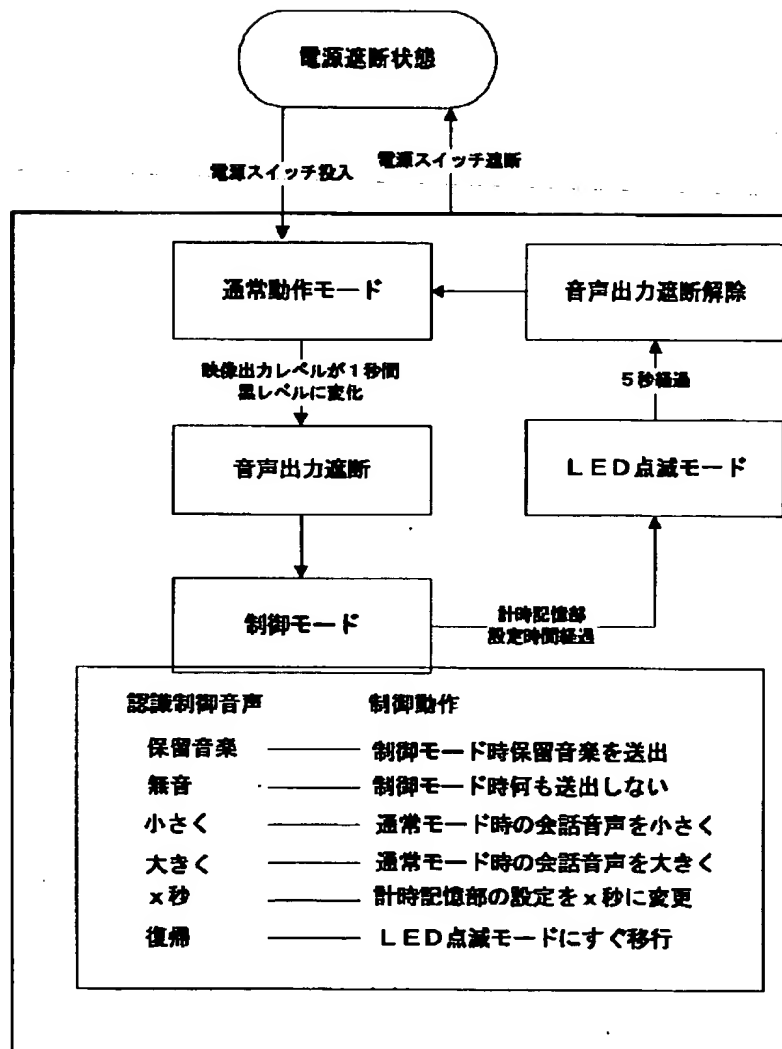 電源遮断状態
電源スイッチ投入
電源スイッチ遮断
通常動作モード
音声出力遮断解除
映像出力レベルが1秒間
黒レベルに変化
5秒経過
音声出力遮断
LED点滅モード
制御モード
計時記憶部
設定時間経過
認識制御音声 制御動作
保留音楽 制御モード時保留音楽を送出
無音 制御モード時何も送出しない
小さく 通常モード時の会話音声を小さく
大きく 通常モード時の会話音声を大きく
x秒 計時記憶部の設定をx秒に変更
復帰 LED点滅モードにすぐ移行